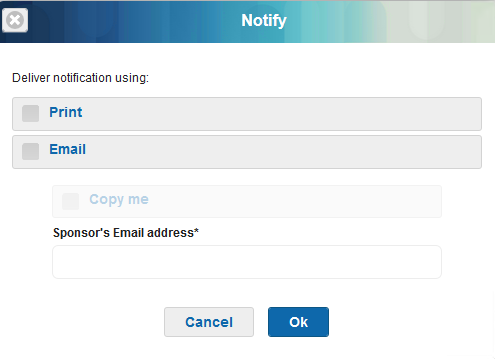 Notify
Deliver notification using:
Print
Email
Copy me
Sponsor's Email address*
Cancel Ok